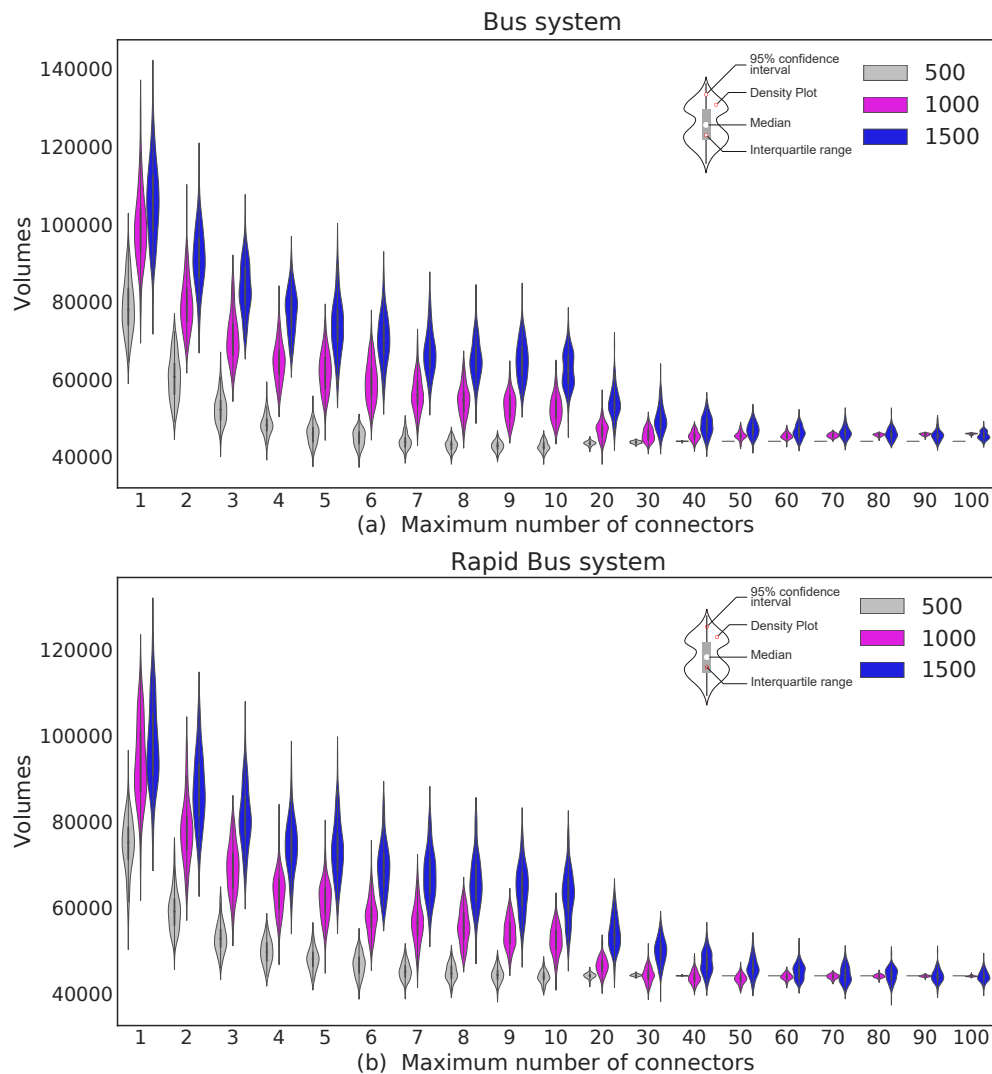 Bus system
140000
120000
100000
80000
60000
40000
Volumes
95% confidence
interval
Density Plot
Median
Interquartile range
500
1000
1500
1 2 3 4 5 6 7 8 9 10 20 30 40 50 60 70 80 90 100
(a) Maximum number of connectors
Rapid Bus system
120000
100000
80000
60000
40000
Volumes
95% confidence
interval
Density Plot
Median
Interquartile range
500
1000
1500
1 2 3 4 5 6 7 8 9 10 20 30 40 50 60 70 80 90 100
(b) Maximum number of connectors